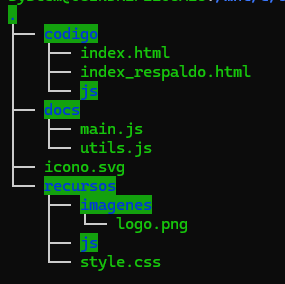 .
codigo
index.html
index_respaldo.html
js
docs
main.js
utils.js
icono.svg
recursos
imagenes
logo.png
js
style.css